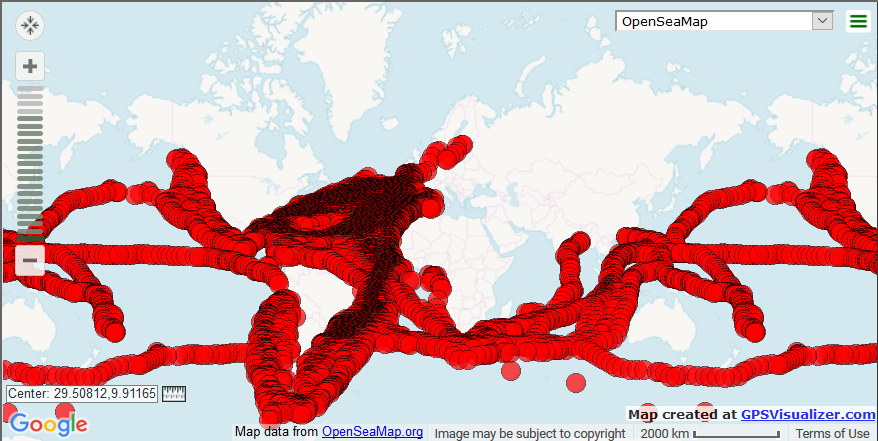 OpenSeaMap
Center: 29.50812,9.91165
Map created at GPSVisualizer.com
Google
Map data from OpenSeaMap.org
Image may be subject to copyright
2000 km
Terms of Use